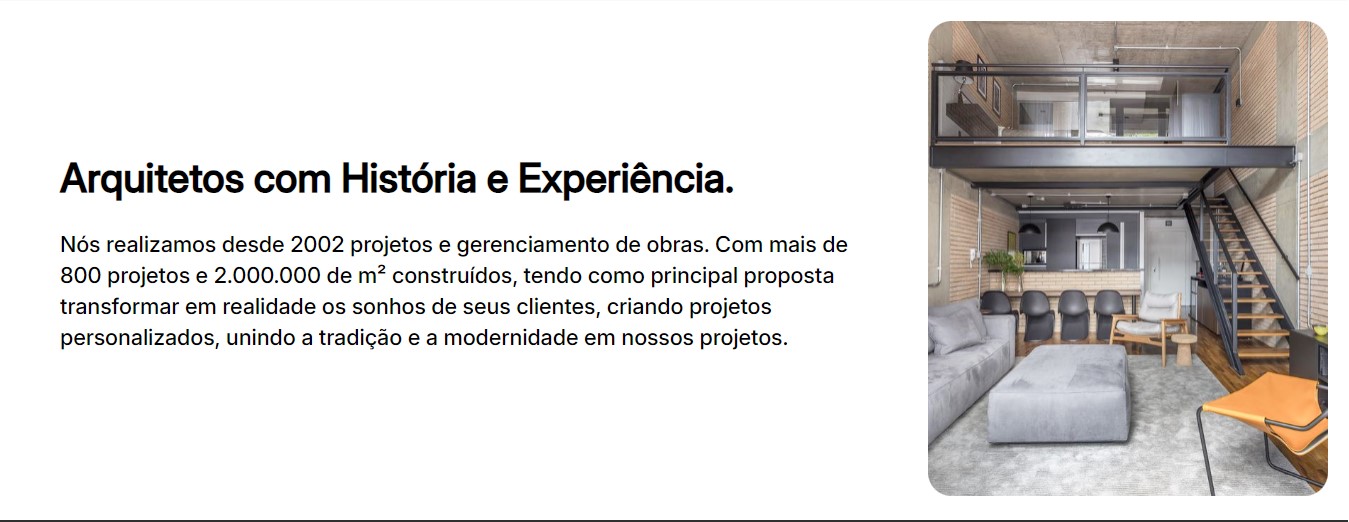 Arquitetos com História e Experiência.
Nós realizamos desde 2002 projetos e gerenciamento de obras. Com mais de
800 projetos e 2.000.000 de m² construídos, tendo como principal proposta
transformar em realidade os sonhos de seus clientes, criando projetos
personalizados, unindo a tradição e a modernidade em nossos projetos.